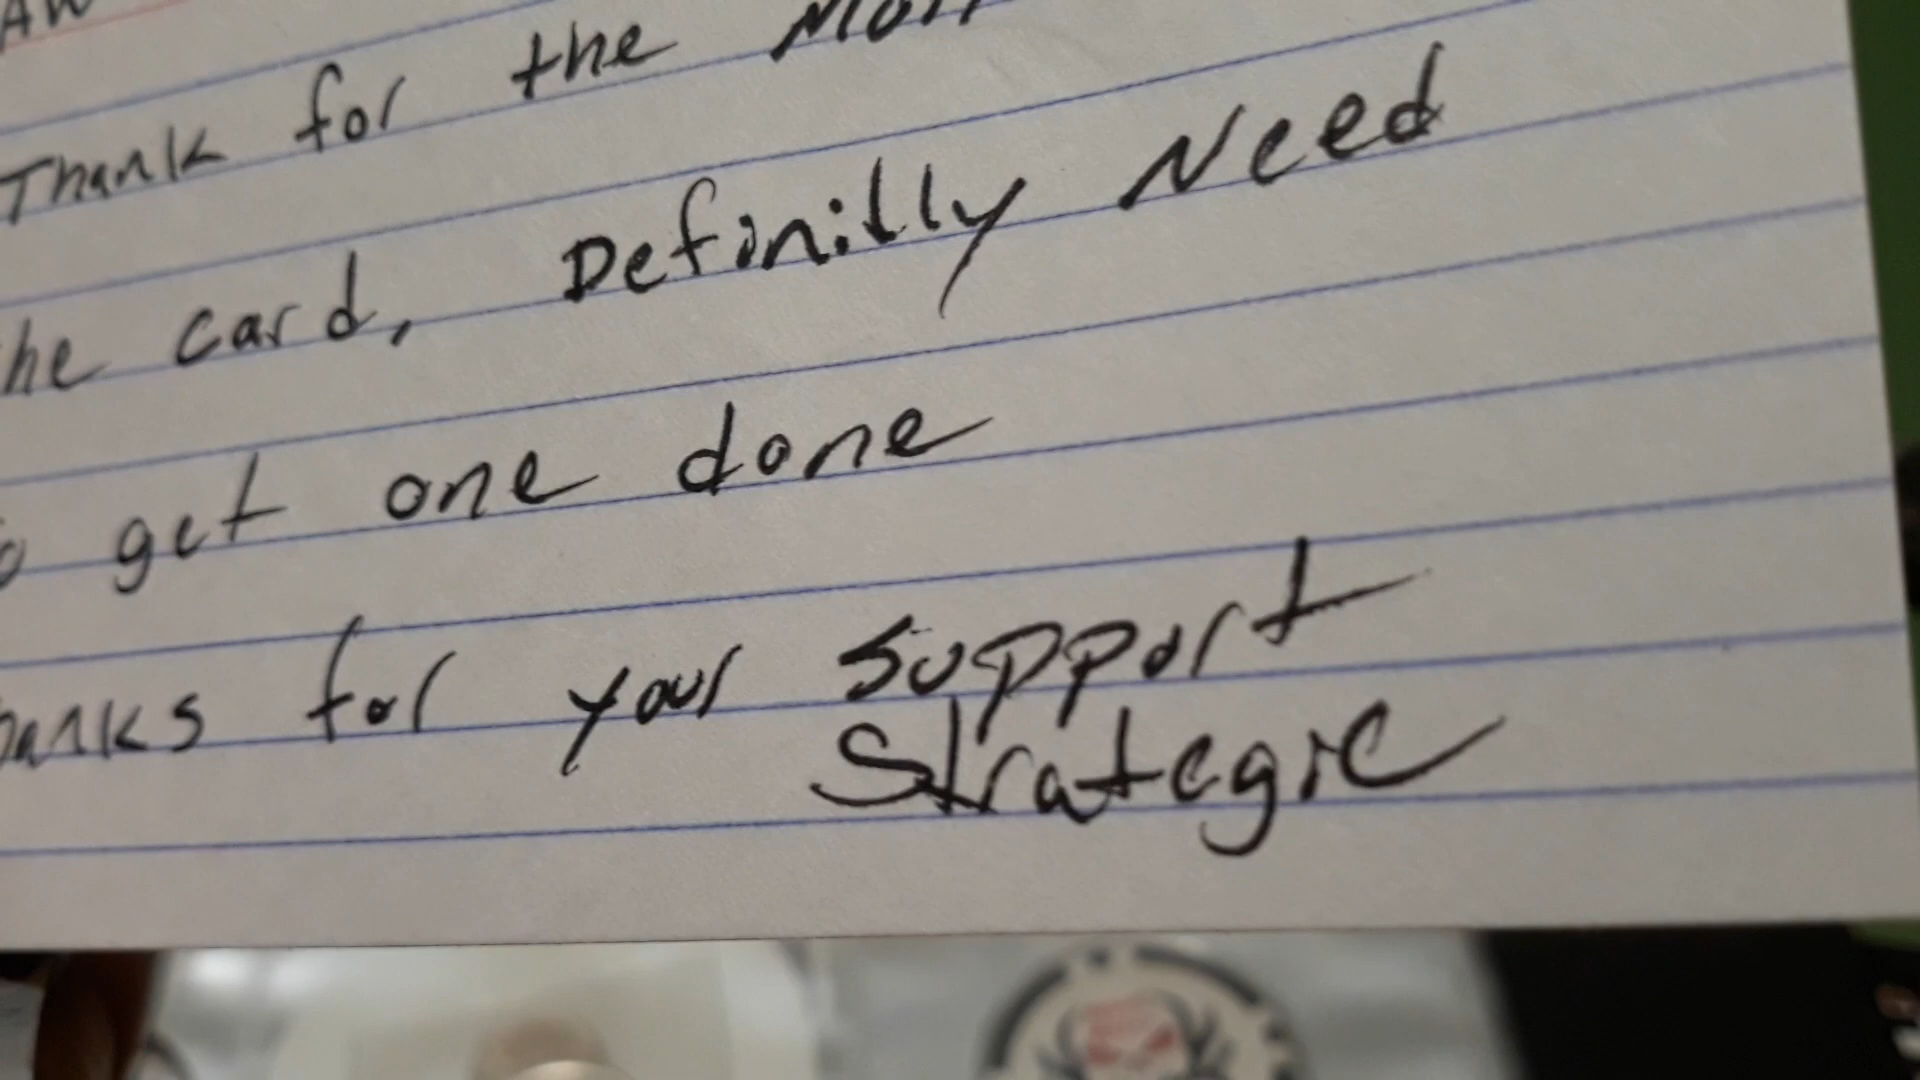 Thank for the
he card, Definilly Need
get one done
anks for your support
Strategic